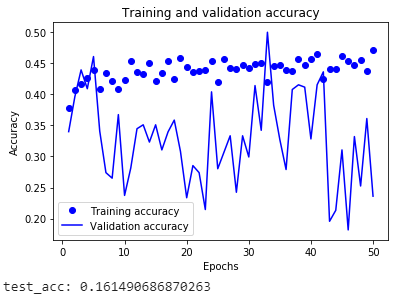 Training and validation accuracy
0.50
0.45
0.40
0.35
0.30
0.25
0.20
Accuracy
Training accuracy
Validation accuracy
0 10 20 30 40 50
Epochs
test_acc: 0.161490686870263